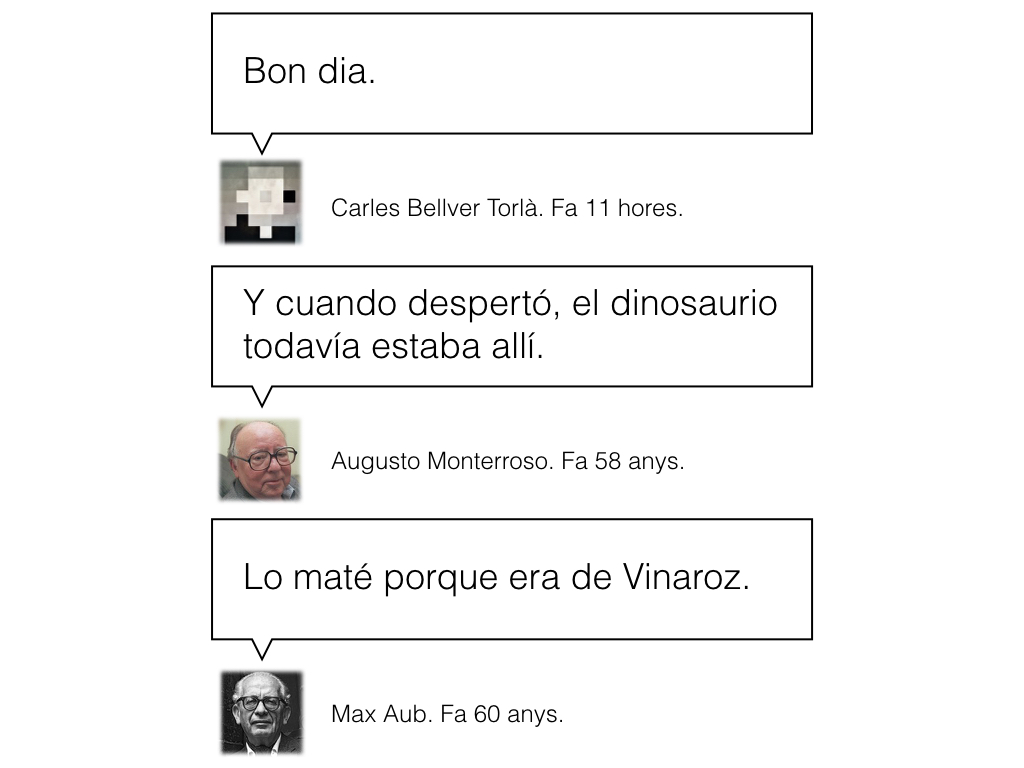 Bon dia.
Carles Bellver Torlà. Fa 11 hores.
Y cuando despertó, el dinosaurio
todavía estaba allí.
Augusto Monterroso. Fa 58 anys.
Lo maté porque era de Vinaroz.
Max Aub. Fa 60 anys.